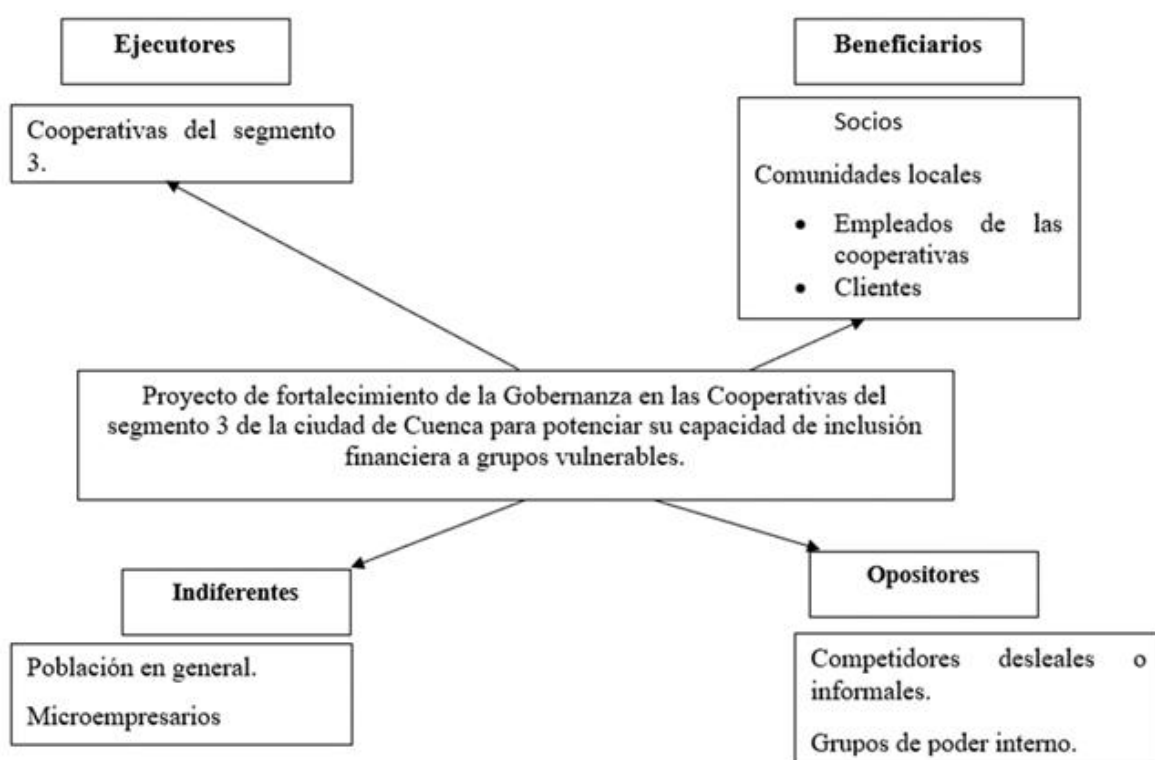 Ejecutores
Cooperativas del segmento
3.
Beneficiarios
Socios
Comunidades locales
• Empleados de las
cooperativas
• Clientes
Proyecto de fortalecimiento de la Gobernanza en las Cooperativas del
segmento 3 de la ciudad de Cuenca para potenciar su capacidad de inclusión
financiera a grupos vulnerables.
Indiferentes
Población en general.
Microempresarios
Opositores
Competidores desleales o
informales.
Grupos de poder interno.